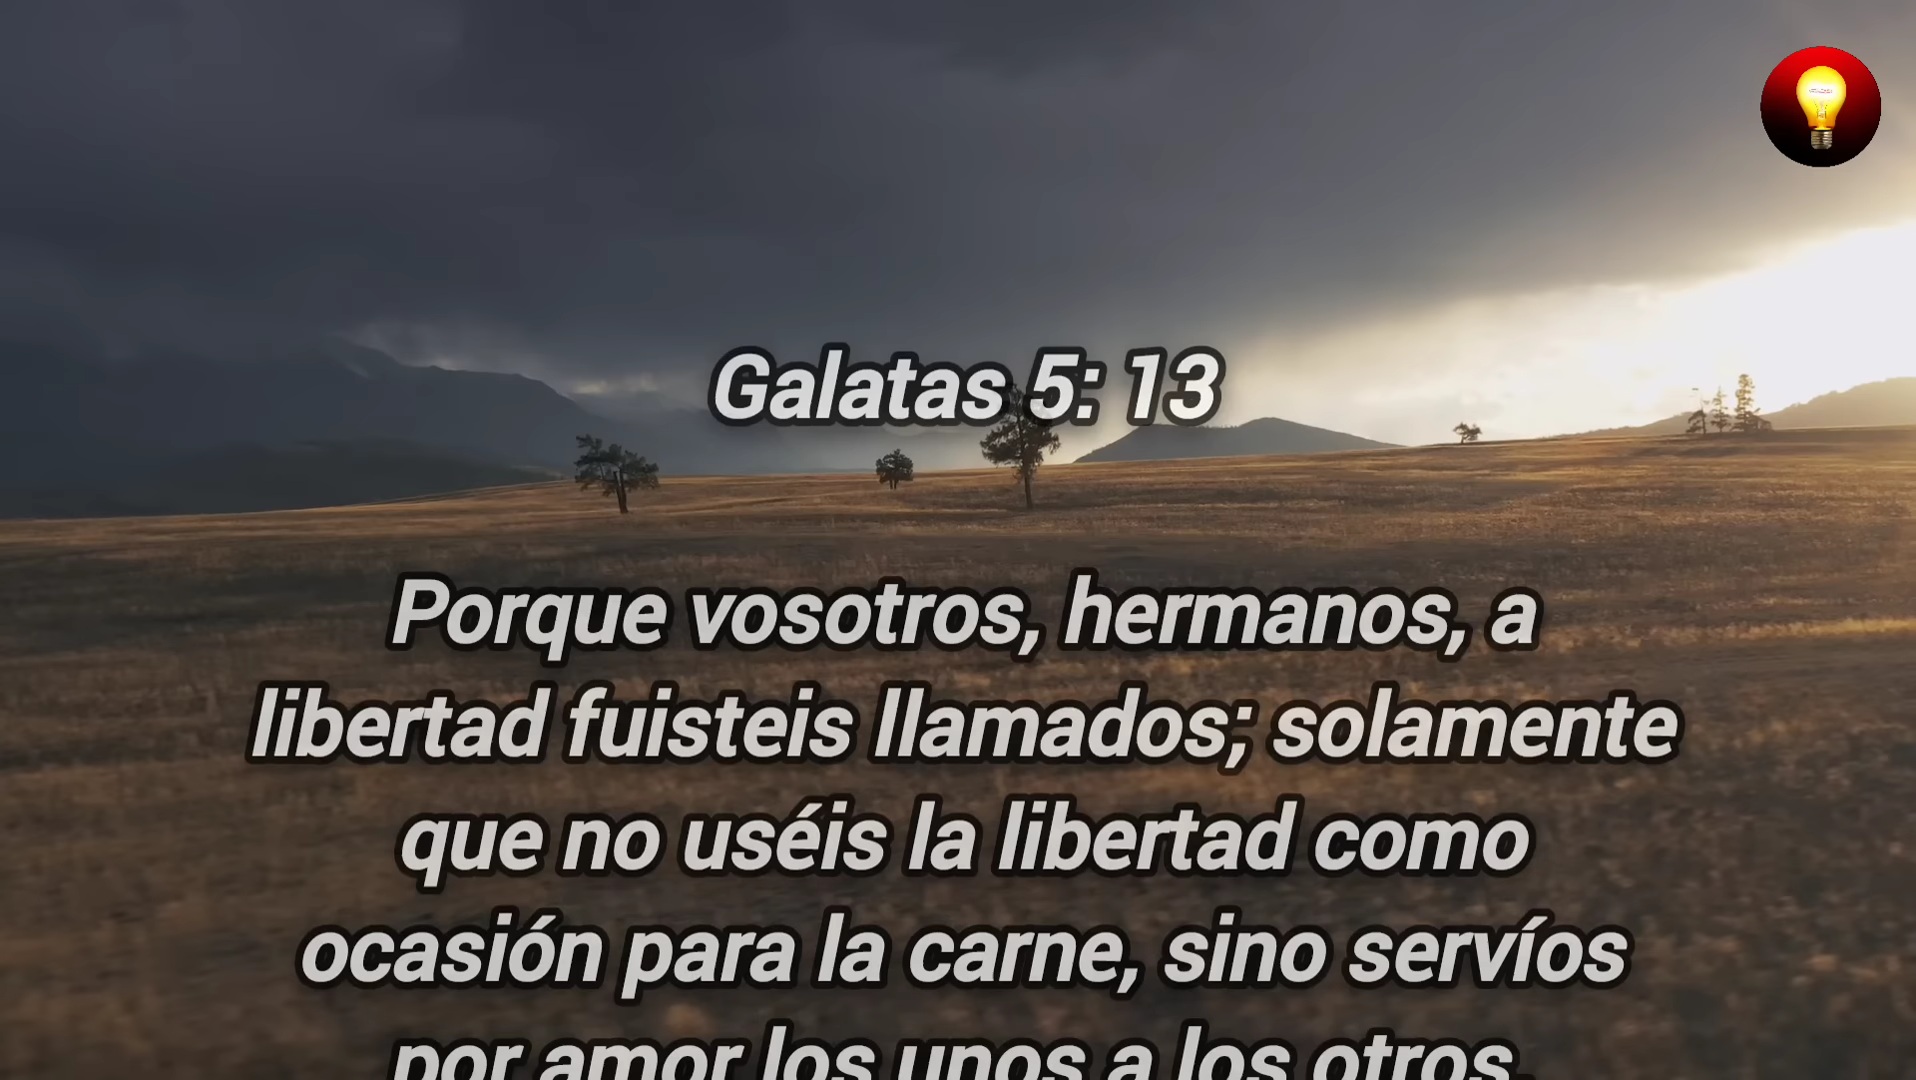 Galatas 5: 13
Porque vosotros, hermanos, a
libertad fuisteis llamados; solamente
que no uséis la libertad como
ocasión para la carne, sino servíos
por amor los unos a los otros.